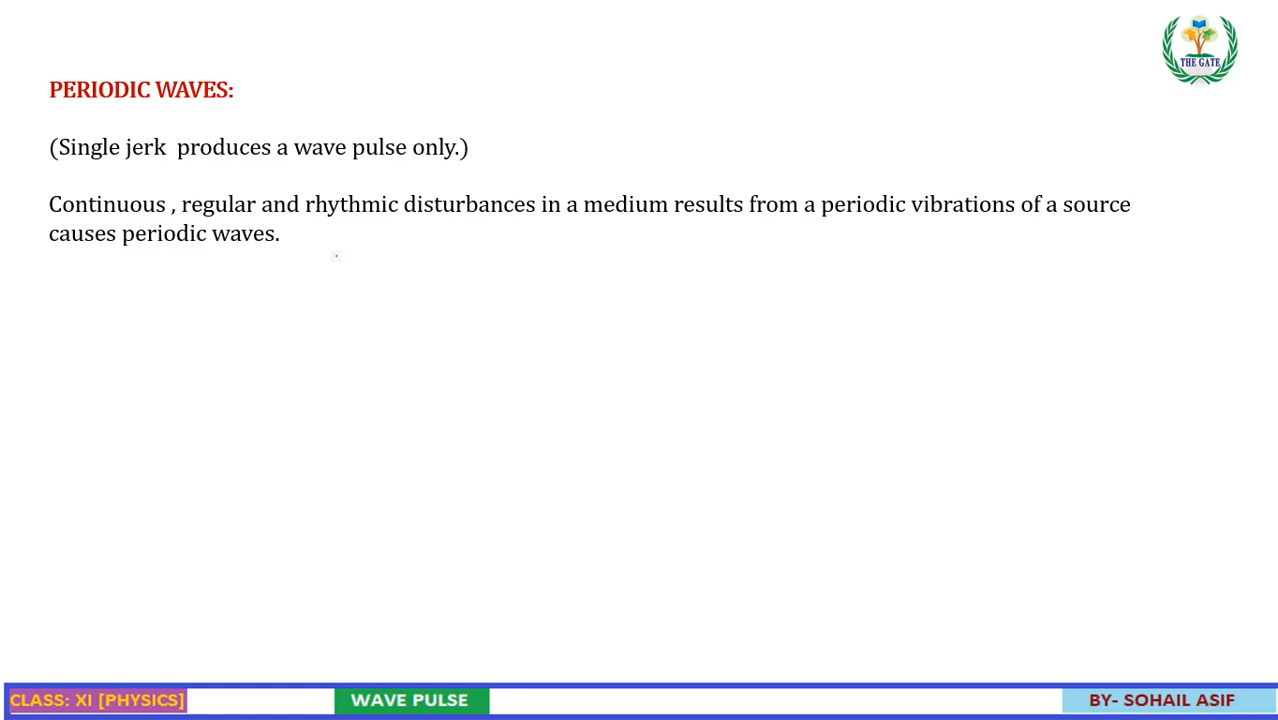 THE GATE
PERIODIC WAVES:
(Single jerk  produces a wave pulse only.)
Continuous , regular and rhythmic disturbances in a medium results from a periodic vibrations of a source
causes periodic waves.
CLASS: XI [PHYSICS]
WAVE PULSE
BY- SOHAIL ASIF